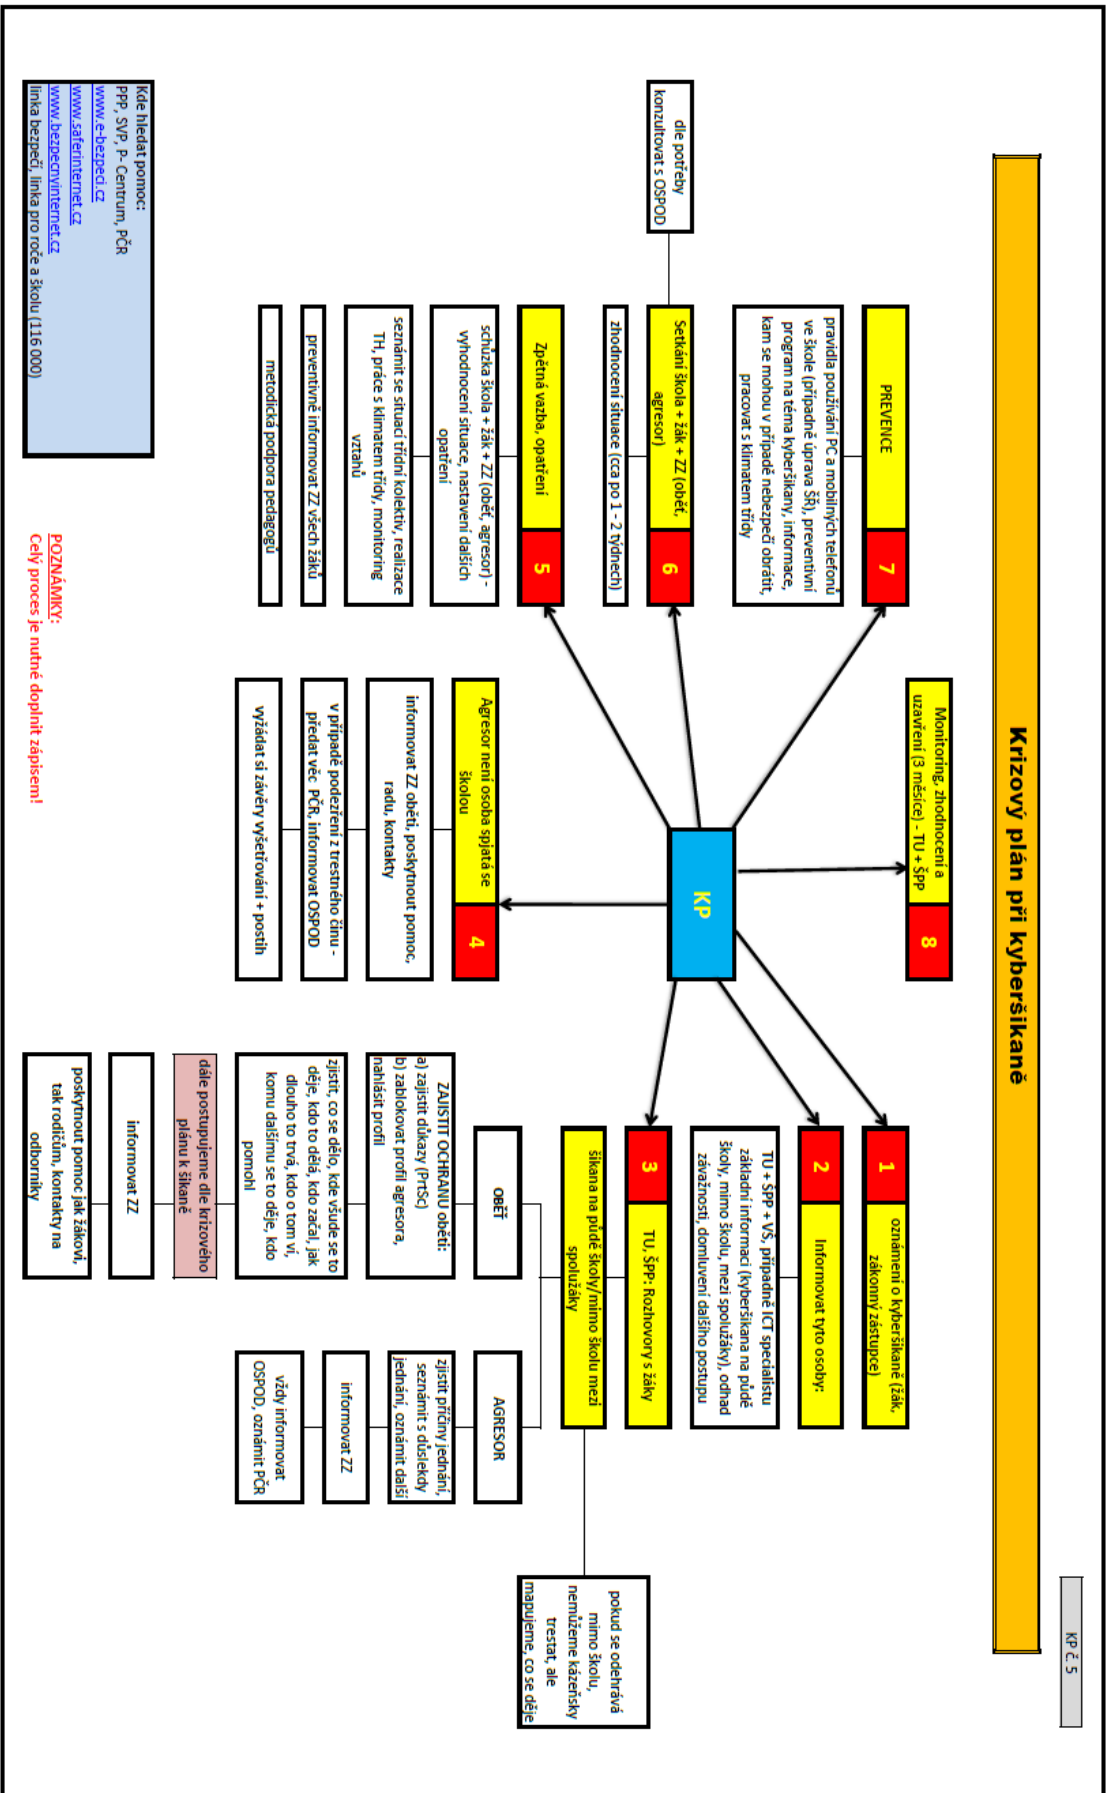 KP č. 5
Krizový plán při kyberšikaně
1
oznámení o kyberšikaně (žák,
zákonný zástupce)
2
Informovat tyto osoby:
TU + ŠPP + VŠ, případně ICT specialistu
základní informaci (kyberšikana na půdě
školy, mimo školu, mezi spolužáky), odhad
závažnosti, domluvení dalšího postupu
3
TU, ŠPP: Rozhovory s žáky
šikana na půdě školy/mimo školu mezi
spolužáky
pokud se odehrává
mimo školu,
nemůžeme kázeňsky
trestat, ale
mapujeme, co se děje
OBĚŤ
ZAJISTIT OCHRANU oběti:
a) zajistit důkazy (PrtSc)
b) zablokovat profil agresora,
nahlásit profil
zjistit, co se dělo, kde všude se to
děje, kdo to dělá, kdo začal, jak
dlouho to trvá, kdo o tom ví,
komu dalšímu se to děje, kdo
pomohl
dále postupujeme dle krizového
plánu k šikaně
informovat ZZ
poskytnout pomoc jak žákovi,
tak rodičům, kontakty na
odborníky
AGRESOR
zjistit příčiny jednání,
seznámit s důslekdy
jednání, oznámit další
informovat ZZ
vždy informovat
OSPOD, oznámit PČR
KP
Agresor není osoba spjatá se
školou
4
informovat ZZ oběti, poskytnout pomoc,
radu, kontakty
v případě podezření z trestného činu -
předat věc PČR, informovat OSPOD
vyžádat si závěry vyšetřování + postih
Zpětná vazba, opatření
5
schůzka škola + žák + ZZ (oběť, agresor) -
vyhodnocení situace, nastavení dalších
opatření
seznámit se situací třídní kolektiv, realizace
TH, práce s klimatem třídy, monitoring
vztahů
preventivně informovat ZZ všech žáků
metodická podpora pedagogů
Setkání škola + žák + ZZ (oběť,
agresor)
6
zhodnocení situace (cca po 1 - 2 týdnech)
dle potřeby
konzultovat s OSPOD
PREVENCE
7
pravidla používání PC a mobilných telefonů
ve škole (případně úprava ŠŘ), preventivní
program na téma kyberšikany, informace,
kam se mohou v případě nebezpečí obrátit,
pracovat s klimatem třídy
Monitoring, zhodnocení a
uzavření (3 měsíce) - TU + ŠPP
8
Kde hledat pomoc:
PPP, SVP, P- Centrum, PČR
www.e-bezpeci.cz
www.saferinternet.cz
www.bezpecnyinternet.cz
linka bezpečí, linka pro roče a školu (116 000)
POZNÁMKY:
Celý proces je nutné doplnit zápisem!